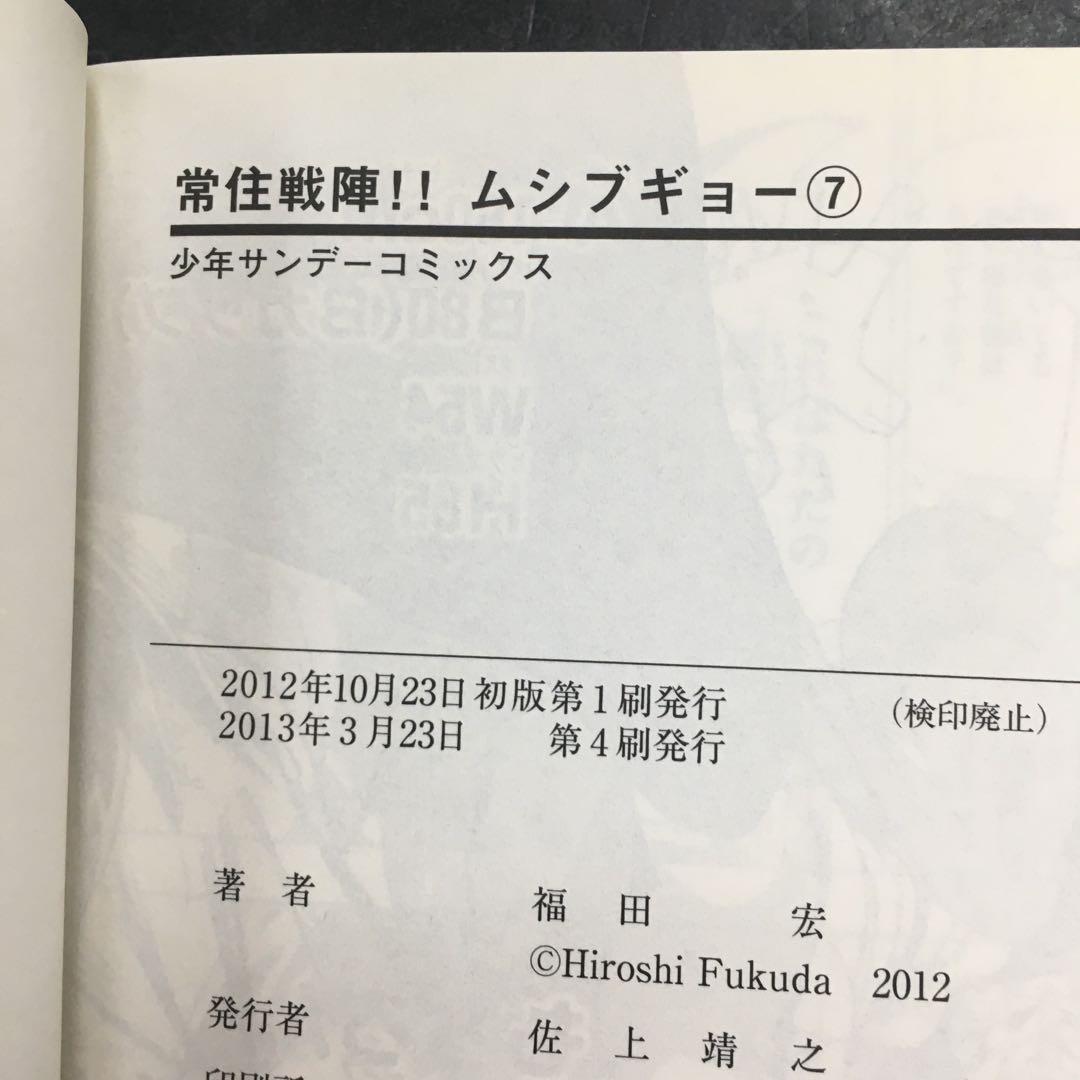 常住戦陣!! ムシブギョー⑦
少年サンデーコミックス
2012年10月23日初版第1刷発行
(検印廃止)
2013年3月23日 第4刷発行
著者 福田 宏
©Hiroshi Fukuda 2012
発行者 佐上靖之